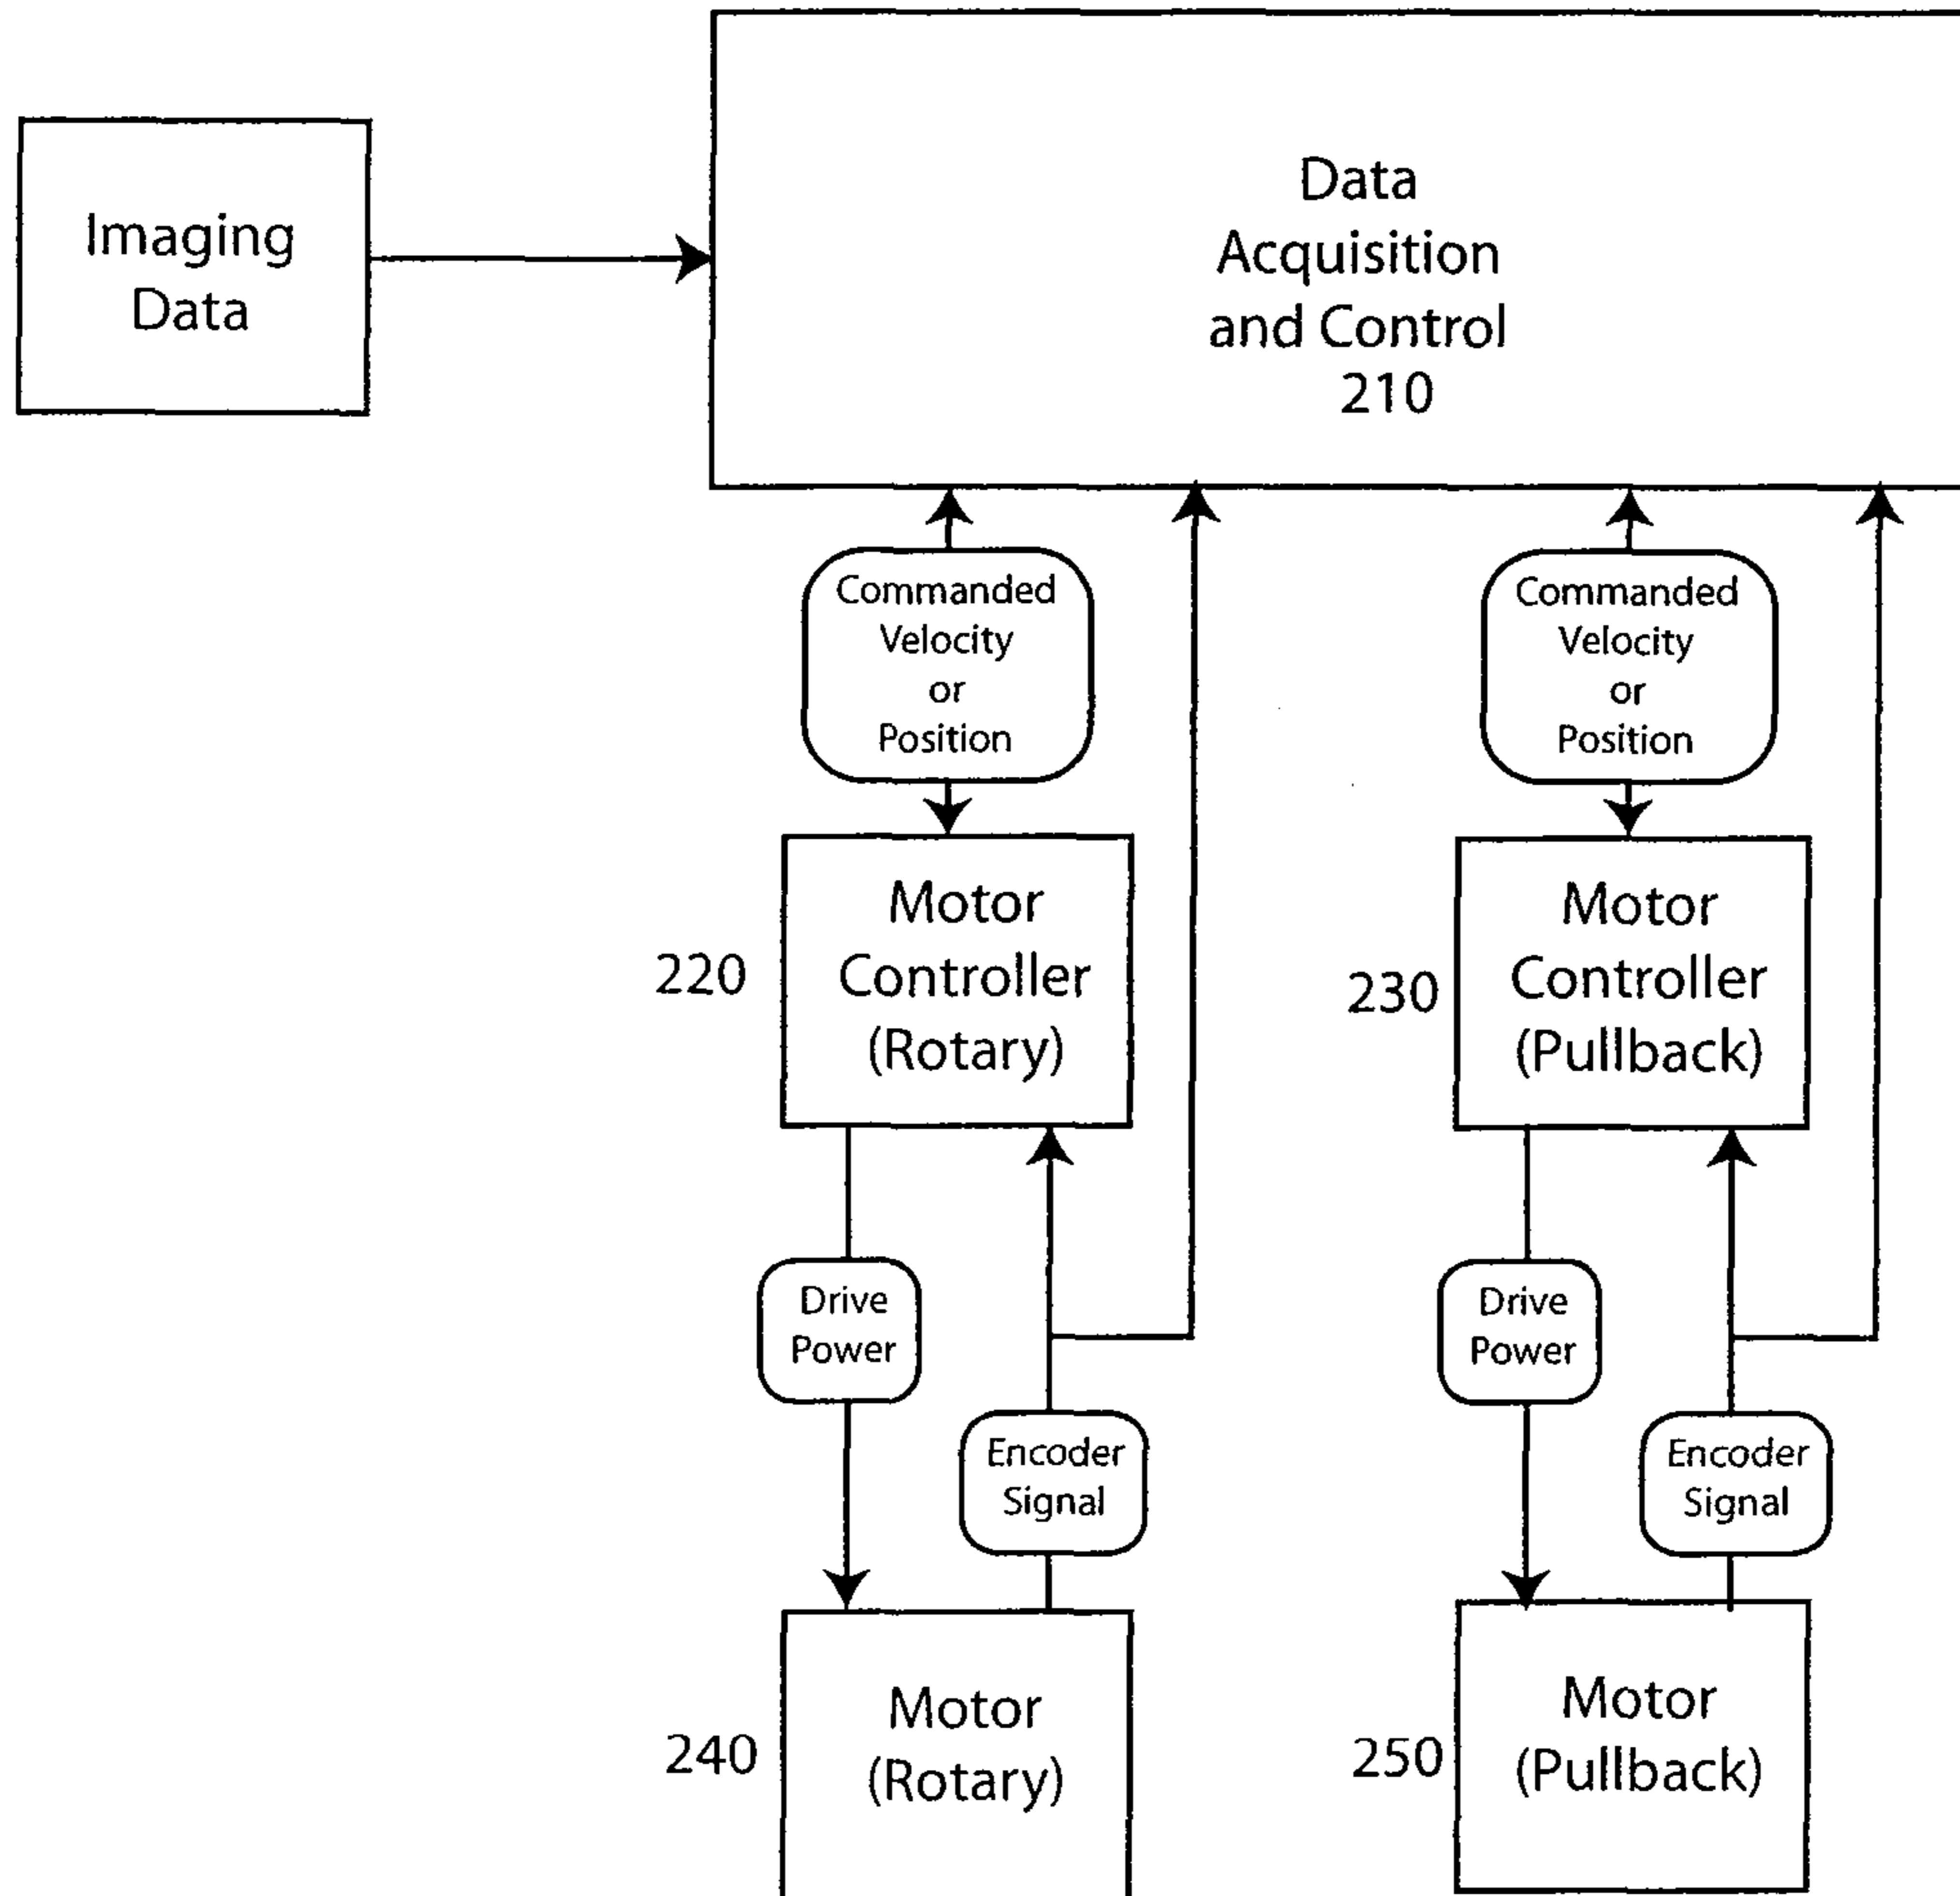 Imaging
Data
Data
Acquisition
and Control
210
Commanded
Velocity
or
Position
Commanded
Velocity
or
Position
220
Motor
Controller
(Rotary)
230
Motor
Controller
(Pullback)
Drive
Power
Encoder
Signal
Drive
Power
Encoder
Signal
240
Motor
(Rotary)
250
Motor
(Pullback)